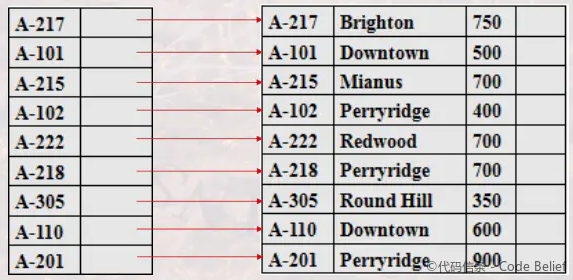 A-217 A-217 Brighton 750
A-101 A-101 Downtown 500
A-215 A-215 Mianus 700
A-102 A-102 Perryridge 400
A-222 A-222 Redwood 700
A-218 A-218 Perryridge 700
A-305 A-305 Round Hill 350
A-110 A-110 Downtown 600
A-201 A-201 Perryridge 900
©代码信条 - Code Belief